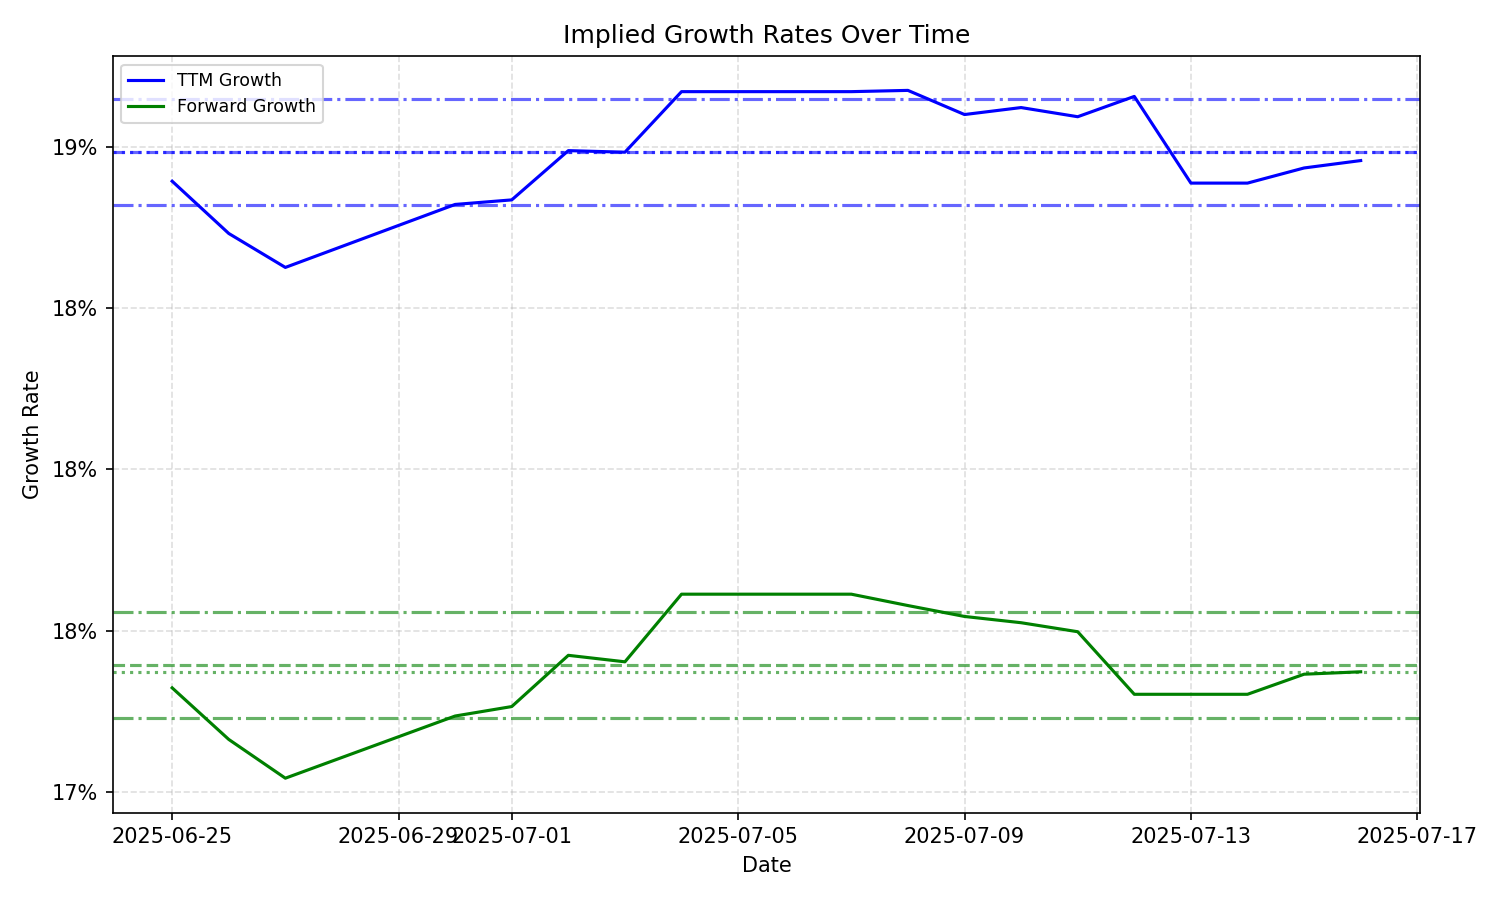 Implied Growth Rates Over Time
TTM Growth
Forward Growth
19%
18%
18%
18%
17%
Growth Rate
2025-06-25
2025-06-29
2025-07-01
2025-07-05
2025-07-09
2025-07-13
2025-07-17
Date